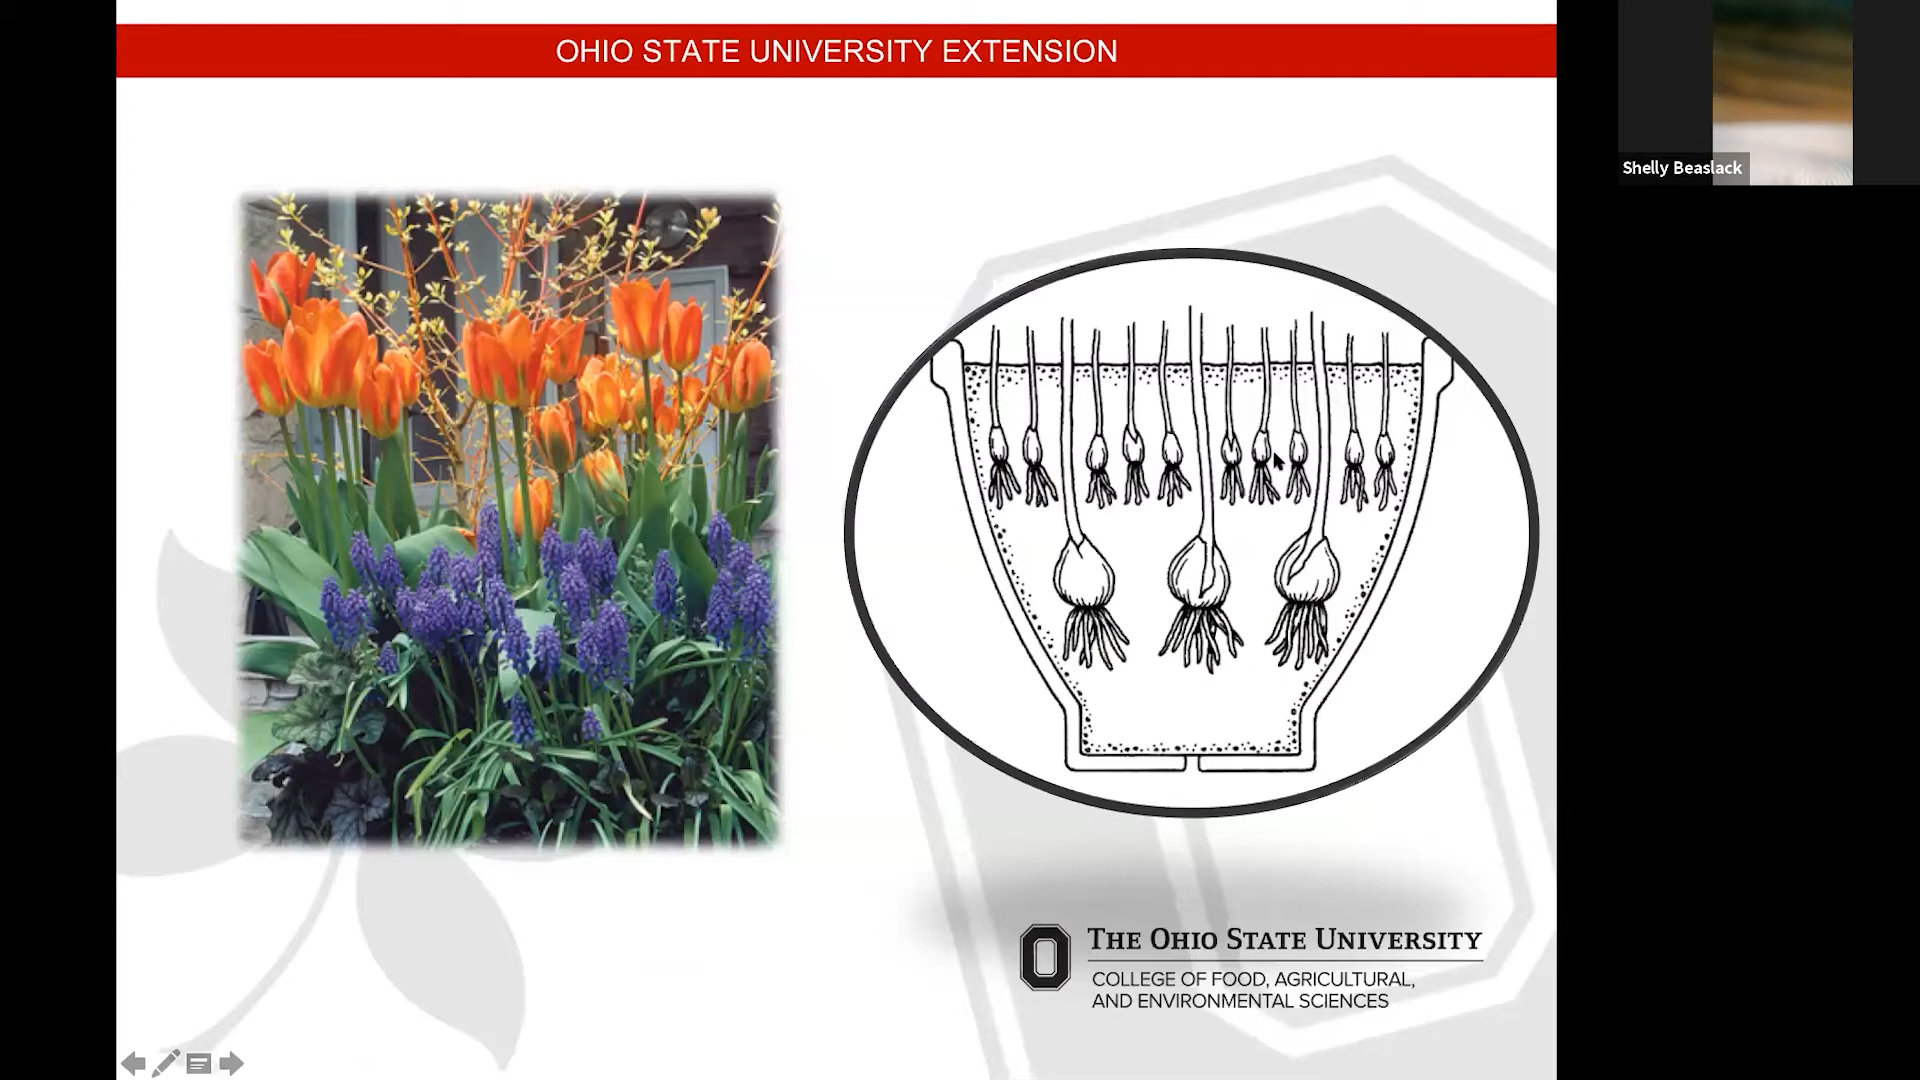 OHIO STATE UNIVERSITY EXTENSION
Shelly Beaslack
THE OHIO STATE UNIVERSITY
COLLEGE OF FOOD, AGRICULTURAL,
AND ENVIRONMENTAL SCIENCES